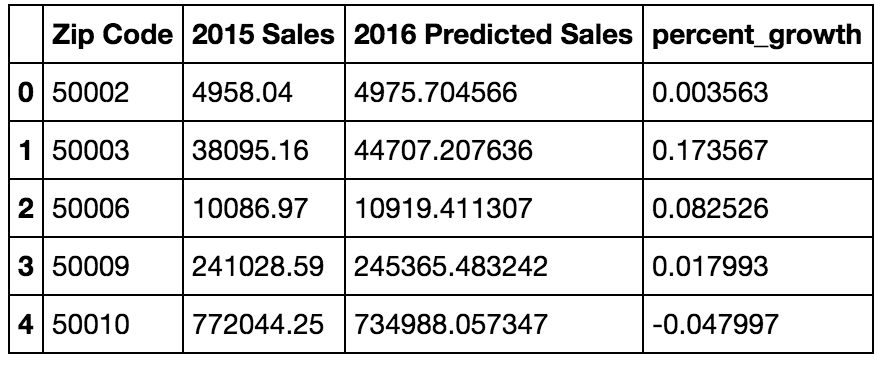 Zip Code 2015 Sales 2016 Predicted Sales percent_growth
0 50002 4958.04 4975.704566 0.003563
1 50003 38095.16 44707.207636 0.173567
2 50006 10086.97 10919.411307 0.082526
3 50009 241028.59 245365.483242 0.017993
4 50010 772044.25 734988.057347 -0.047997